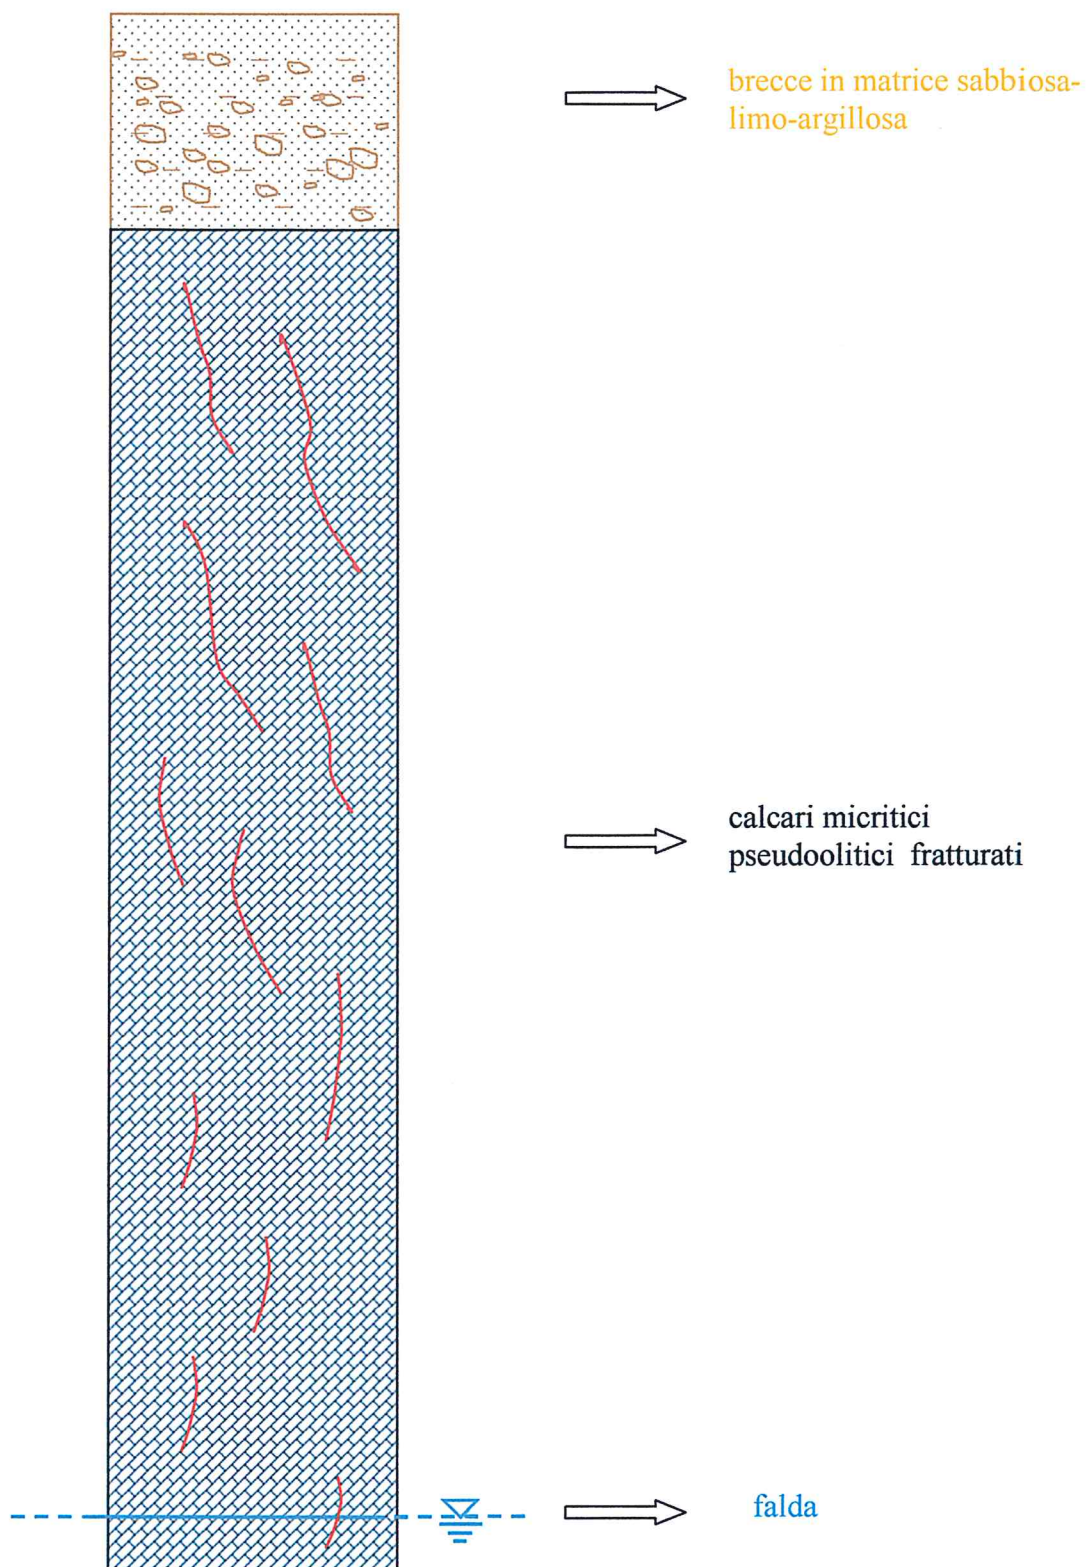 brecce in matrice sabbiosa-
limo-argillosa
calcari micritici
pseudoolitici fratturati
falda